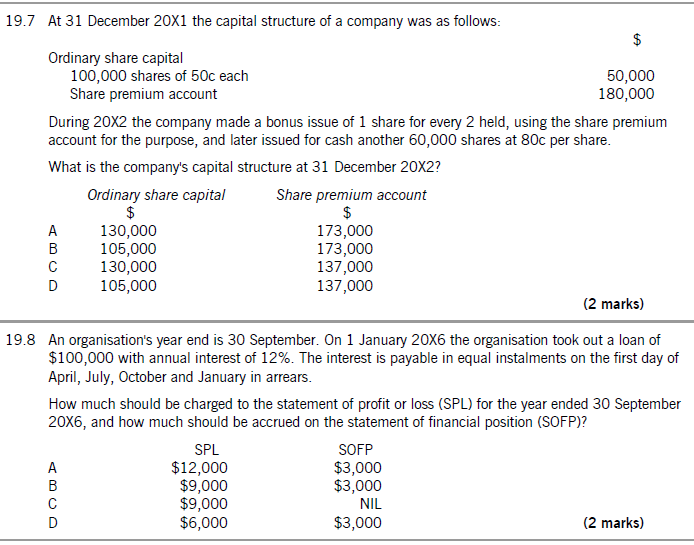 19.7 At 31 December 20X1 the capital structure of a company was as follows:
$
Ordinary share capital
100,000 shares of 50c each 50,000
Share premium account 180,000
During 20X2 the company made a bonus issue of 1 share for every 2 held, using the share premium
account for the purpose, and later issued for cash another 60,000 shares at 80c per share.
What is the company's capital structure at 31 December 20X2?
Ordinary share capital Share premium account
$ $
A 130,000 173,000
B 105,000 173,000
C 130,000 137,000
D 105,000 137,000
(2 marks)
19.8 An organisation's year end is 30 September. On 1 January 20X6 the organisation took out a loan of
$100,000 with annual interest of 12%. The interest is payable in equal instalments on the first day of
April, July, October and January in arrears.
How much should be charged to the statement of profit or loss (SPL) for the year ended 30 September
20X6, and how much should be accrued on the statement of financial position (SOFP)?
SPL SOFP
A $12,000 $3,000
B $9,000 $3,000
C $9,000 NIL
D $6,000 $3,000 (2 marks)